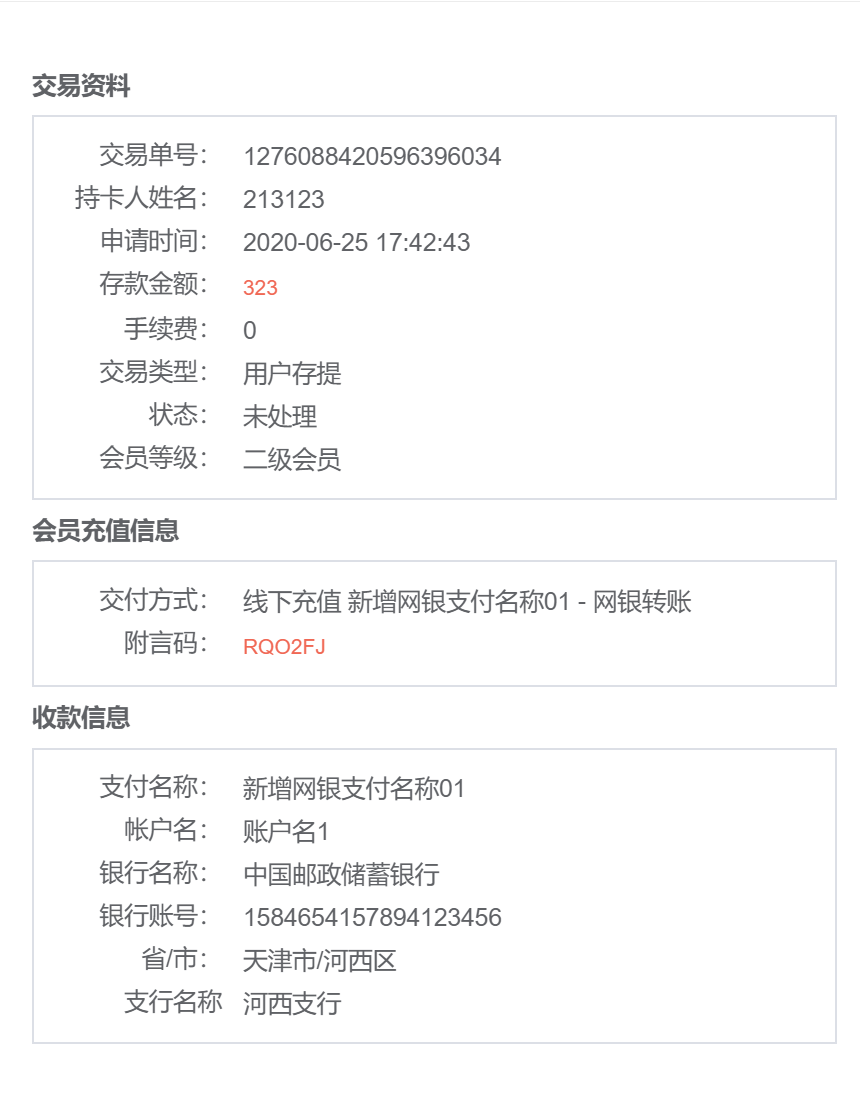 交易资料
交易单号： 1276088420596396034
持卡人姓名： 213123
申请时间： 2020-06-25 17:42:43
存款金额： 323
手续费： 0
交易类型： 用户存提
状态： 未处理
会员等级： 二级会员
会员充值信息
交付方式： 线下充值 新增网银支付名称01 - 网银转账
附言码： RQO2FJ
收款信息
支付名称： 新增网银支付名称01
帐户名： 账户名1
银行名称： 中国邮政储蓄银行
银行账号： 1584654157894123456
省/市： 天津市/河西区
支行名称 河西支行